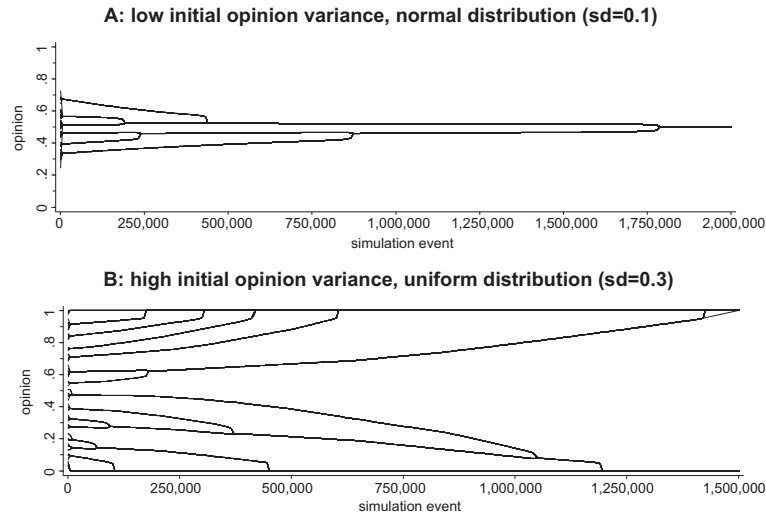 A: low initial opinion variance, normal distribution (sd=0.1)
1
.8
.6
.4
.2
0
opinion
0 250,000 500,000 750,000 1,000,000 1,250,000 1,500,000 1,750,000 2,000,000
simulation event
B: high initial opinion variance, uniform distribution (sd=0.3)
1
.8
.6
.4
.2
0
opinion
0 250,000 500,000 750,000 1,000,000 1,250,000 1,500,000
simulation event